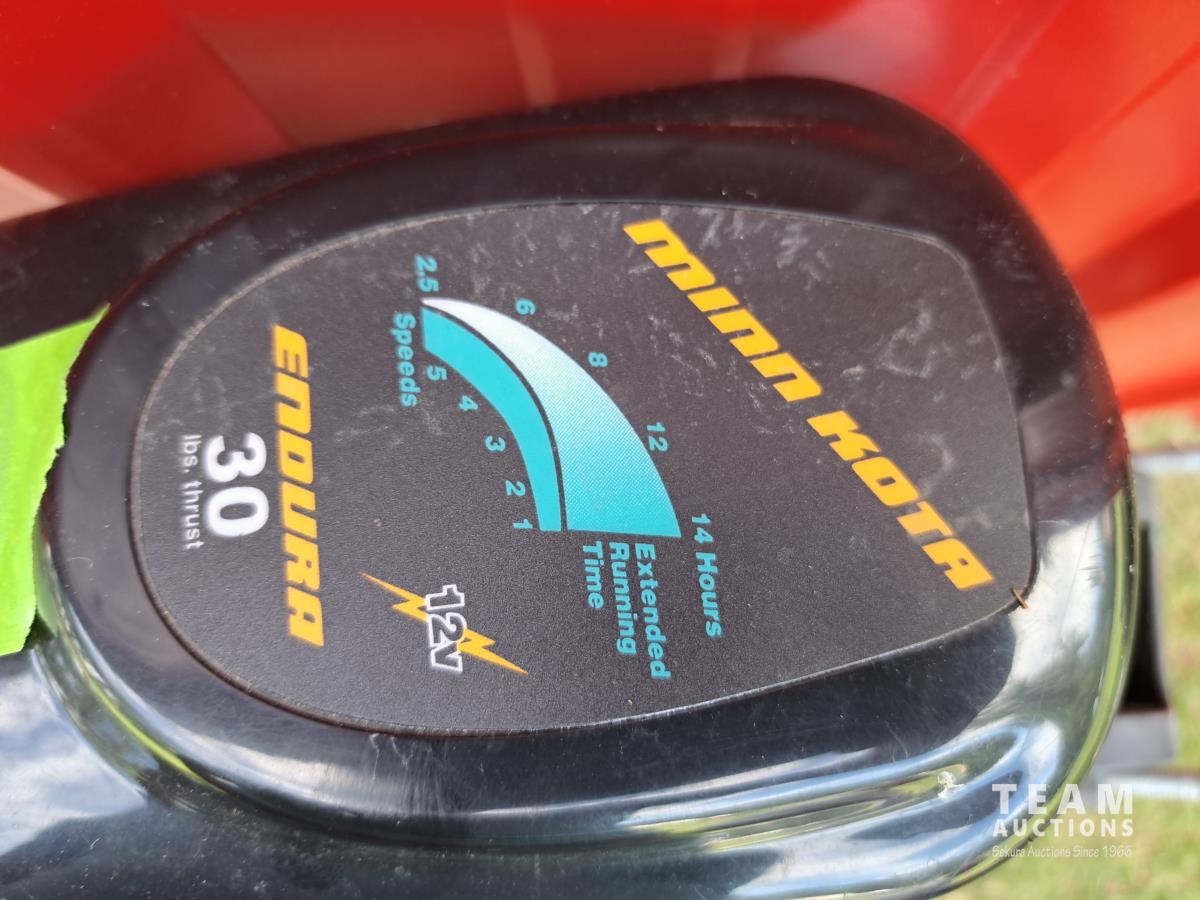 MINN KOTA
14 Hours
Extended
Running
Time
12
8
6
2.5
1
2
3
4
5
Speeds
12v
ENDURA
30
lbs. thrust
TEAM
AUCTIONS
Sekura Auctions Since 1966